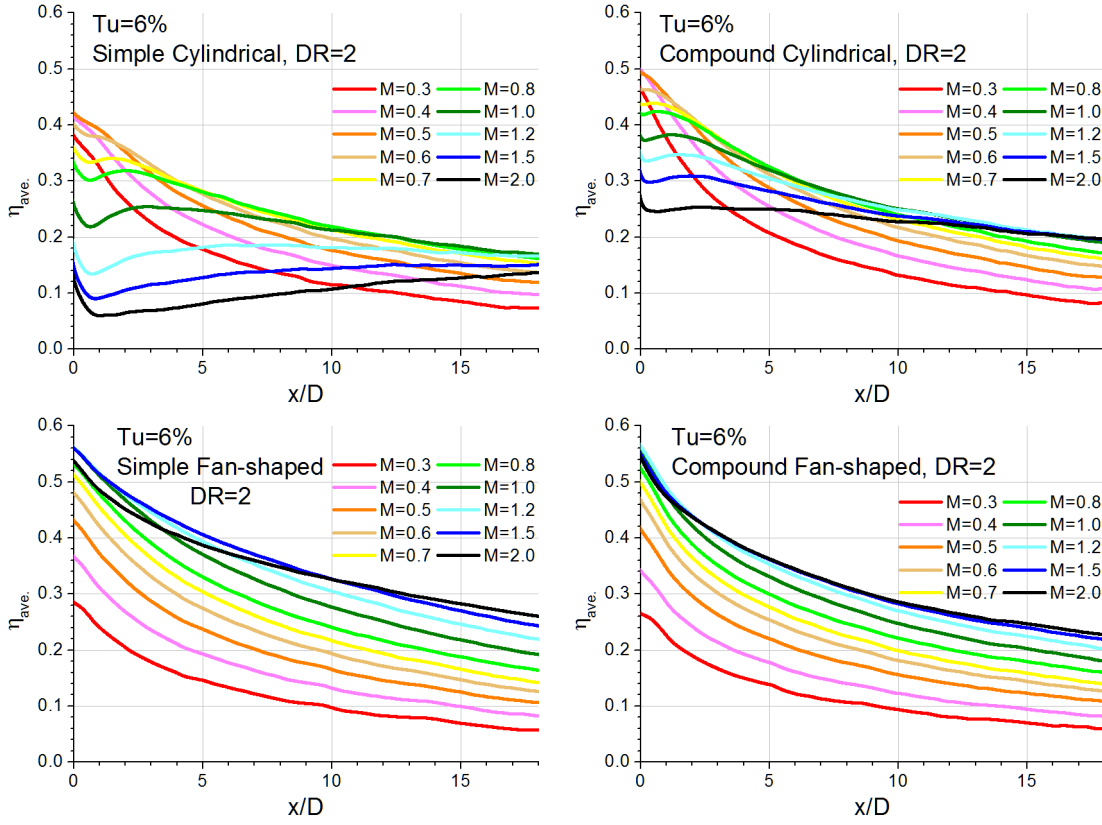 Tu=6%
Simple Cylindrical, DR=2
M=0.3 M=0.8
M=0.4 M=1.0
M=0.5 M=1.2
M=0.6 M=1.5
M=0.7 M=2.0
0.6
0.5
0.4
0.3
0.2
0.1
0.0
ηave.
0 5 10 15
x/D
Tu=6%
Compound Cylindrical, DR=2
M=0.3 M=0.8
M=0.4 M=1.0
M=0.5 M=1.2
M=0.6 M=1.5
M=0.7 M=2.0
0.6
0.5
0.4
0.3
0.2
0.1
0.0
ηave.
0 5 10 15
x/D
Tu=6%
Simple Fan-shaped
DR=2
M=0.3 M=0.8
M=0.4 M=1.0
M=0.5 M=1.2
M=0.6 M=1.5
M=0.7 M=2.0
0.6
0.5
0.4
0.3
0.2
0.1
0.0
ηave.
0 5 10 15
x/D
Tu=6%
Compound Fan-shaped, DR=2
M=0.3 M=0.8
M=0.4 M=1.0
M=0.5 M=1.2
M=0.6 M=1.5
M=0.7 M=2.0
0.6
0.5
0.4
0.3
0.2
0.1
0.0
ηave.
0 5 10 15
x/D